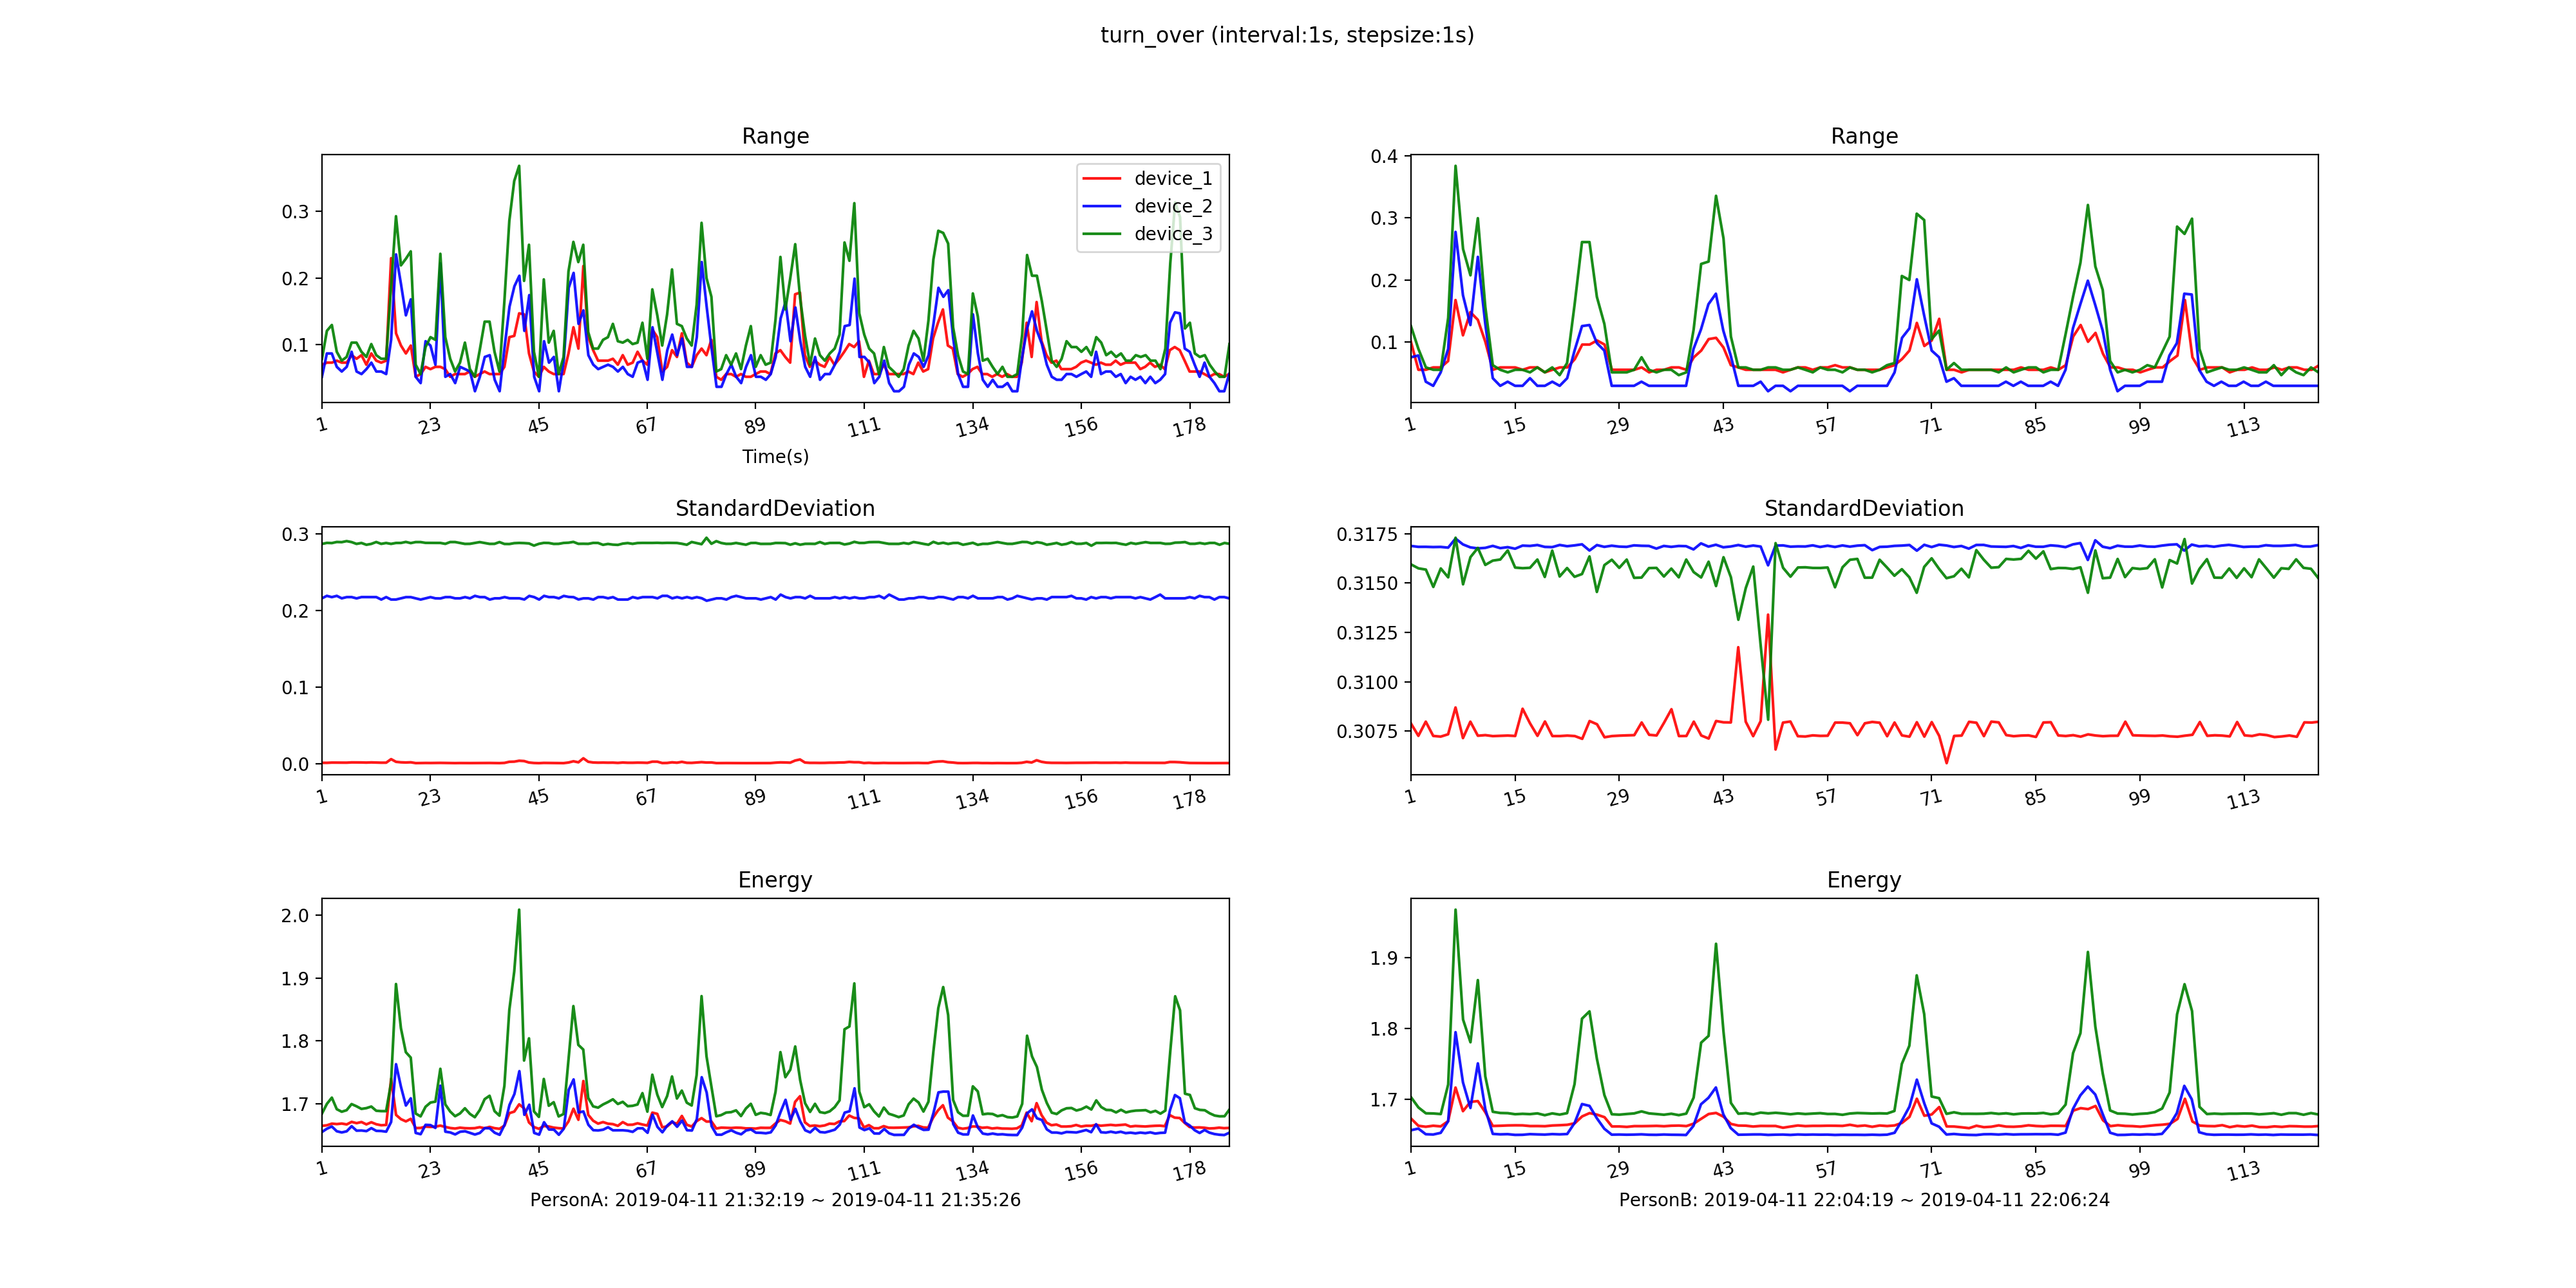 turn_over (interval:1s, stepsize:1s)
Range
0.3
0.2
0.1
device_1
device_2
device_3
1 23 45 67 89 111 134 156 178
Time(s)
Range
0.4
0.3
0.2
0.1
1 15 29 43 57 71 85 99 113
StandardDeviation
0.3
0.2
0.1
0.0
1 23 45 67 89 111 134 156 178
StandardDeviation
0.3175
0.3150
0.3125
0.3100
0.3075
1 15 29 43 57 71 85 99 113
Energy
2.0
1.9
1.8
1.7
1 23 45 67 89 111 134 156 178
PersonA: 2019-04-11 21:32:19 ~ 2019-04-11 21:35:26
Energy
1.9
1.8
1.7
1 15 29 43 57 71 85 99 113
PersonB: 2019-04-11 22:04:19 ~ 2019-04-11 22:06:24